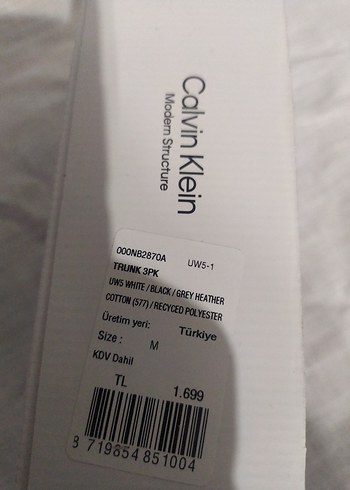 Calvin Klein
Modern Structure
000NB2870A UW5-1
TRUNK 3PK
UW5 WHITE / BLACK / GREY HEATHER
COTTON (577) / RECYCED POLYESTER
Üretim yeri: Türkiye
Size : M
KDV Dahil
TL 1.699
8 719854 851004